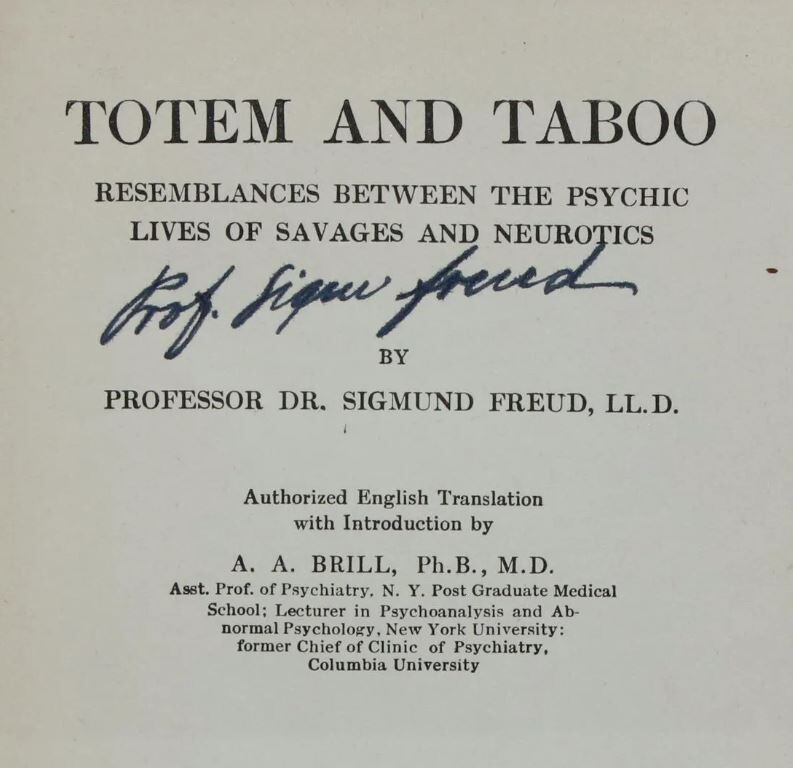 TOTEM AND TABOO
RESEMBLANCES BETWEEN THE PSYCHIC
LIVES OF SAVAGES AND NEUROTICS
Prof. Sigm Freud
BY
PROFESSOR DR. SIGMUND FREUD, LL.D.
Authorized English Translation
with Introduction by
A. A. BRILL, Ph.B., M.D.
Asst. Prof. of Psychiatry, N. Y. Post Graduate Medical
School; Lecturer in Psychoanalysis and Ab-
normal Psychology, New York University;
former Chief of Clinic of Psychiatry,
Columbia University